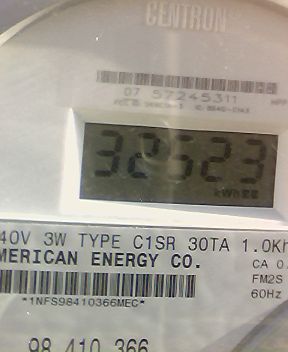 CENTRON
07 57245311
32523
kWh
40V 3W TYPE C1SR 30TA 1.0Kh
MERICAN ENERGY CO.
CA 0.
FM2S
*1NFS98410366MEC*
60Hz
98 410 366